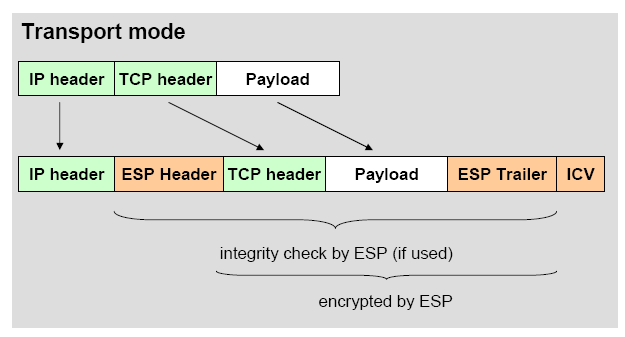 Transport mode
IP header TCP header Payload
IP header ESP Header TCP header Payload ESP Trailer ICV
integrity check by ESP (if used)
encrypted by ESP